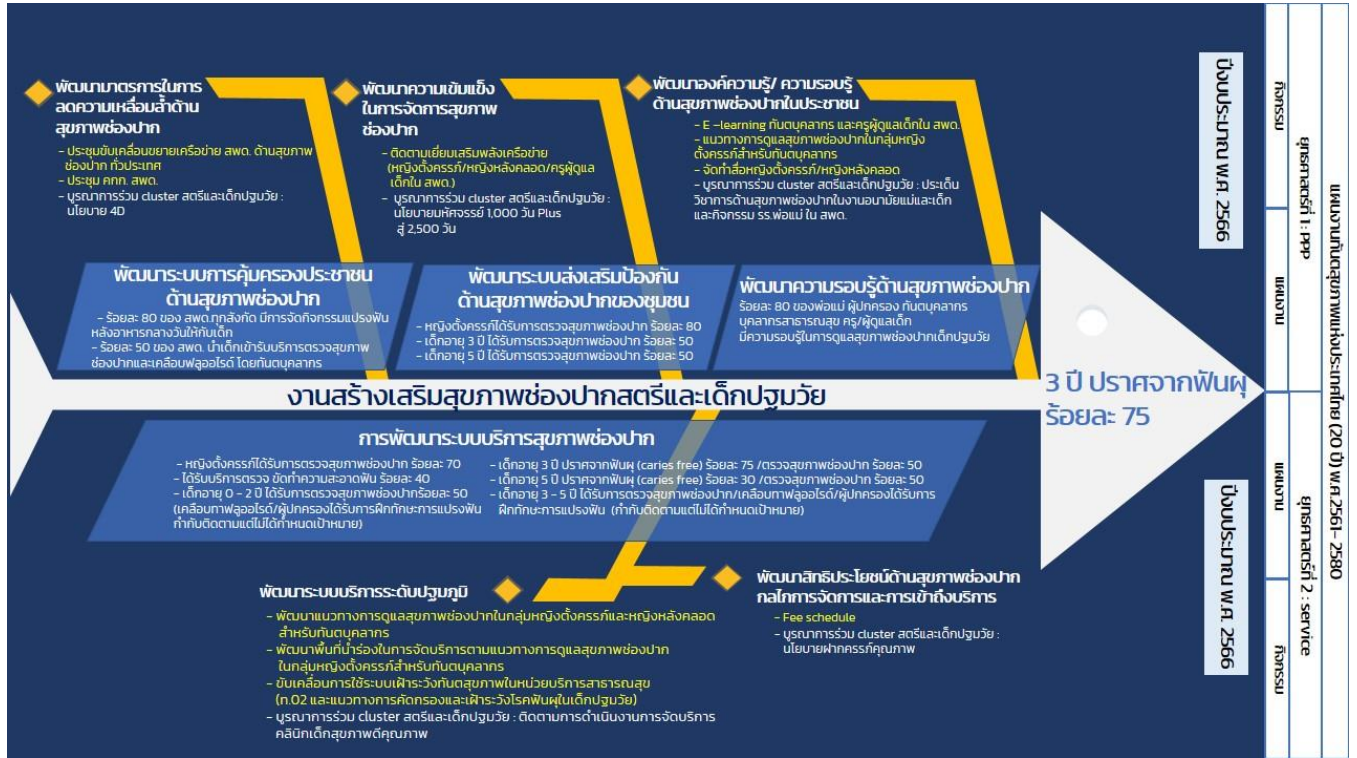 พัฒนามาตรการในการ
ลดความเหลื่อมล้ำด้าน
สุขภาพช่องปาก
- ประชุมขับเคลื่อนขยายเครือข่าย สพด. ด้านสุขภาพ
ช่องปาก ทั่วประเทศ
- ประชุม คกก. สพด.
- บูรณาการร่วม cluster สตรีและเด็กปฐมวัย :
นโยบาย 4D
พัฒนาความเข้มแข็ง
ในการจัดการสุขภาพ
ช่องปาก
- ติดตามเยี่ยมเสริมพลังเครือข่าย
(หญิงตั้งครรภ์/หญิงหลังคลอด/ครูผู้ดูแล
เด็กใน สพด.)
- บูรณาการร่วม cluster สตรีและเด็กปฐมวัย :
นโยบายมหัศจรรย์ 1,000 วัน Plus
สู่ 2,500 วัน
พัฒนาองค์ความรู้/ ความรอบรู้
ด้านสุขภาพช่องปากในประชาชน
- E –learning ทันตบุคลากร และครูผู้ดูแลเด็กใน สพด.
- แนวทางการดูแลสุขภาพช่องปากในกลุ่มหญิง
ตั้งครรภ์สำหรับทันตบุคลากร
- จัดทำสื่อหญิงตั้งครรภ์/หญิงหลังคลอด
- บูรณาการร่วม cluster สตรีและเด็กปฐมวัย : ประเด็น
วิชาการด้านสุขภาพช่องปากในงานอนามัยแม่และเด็ก
และกิจกรรม รร.พ่อแม่ ใน สพด.
พัฒนาระบบการคุ้มครองประชาชน
ด้านสุขภาพช่องปาก
- ร้อยละ 80 ของ สพด.ทุกสังกัด มีการจัดกิจกรรมแปรงฟัน
หลังอาหารกลางวันให้กับเด็ก
- ร้อยละ 50 ของ สพด. นำเด็กเข้ารับบริการตรวจสุขภาพ
ช่องปากและเคลือบฟลูออไรด์ โดยทันตบุคลากร
พัฒนาระบบส่งเสริมป้องกัน
ด้านสุขภาพช่องปากของชุมชน
- หญิงตั้งครรภ์ได้รับการตรวจสุขภาพช่องปาก ร้อยละ 80
- เด็กอายุ 3 ปี ได้รับการตรวจสุขภาพช่องปาก ร้อยละ 50
- เด็กอายุ 5 ปี ได้รับการตรวจสุขภาพช่องปาก ร้อยละ 50
พัฒนาความรอบรู้ด้านสุขภาพช่องปาก
ร้อยละ 80 ของพ่อแม่ ผู้ปกครอง ทันตบุคลากร
บุคลากรสาธารณสุข ครู/ผู้ดูแลเด็ก
มีความรอบรู้ในการดูแลสุขภาพช่องปากเด็กปฐมวัย
งานสร้างเสริมสุขภาพช่องปากสตรีและเด็กปฐมวัย
3 ปี ปราศจากฟันผุ
ร้อยละ 75
การพัฒนาระบบบริการสุขภาพช่องปาก
- หญิงตั้งครรภ์ได้รับการตรวจสุขภาพช่องปาก ร้อยละ 70
- ได้รับบริการตรวจ ขัดทำความสะอาดฟัน ร้อยละ 40
- เด็กอายุ 0 – 2 ปี ได้รับการตรวจสุขภาพช่องปากร้อยละ 50
(เคลือบทาฟลูออไรด์/ผู้ปกครองได้รับการฝึกทักษะการแปรงฟัน
กำกับติดตามแต่ไม่ได้กำหนดเป้าหมาย)
- เด็กอายุ 3 ปี ปราศจากฟันผุ (caries free) ร้อยละ 75 /ตรวจสุขภาพช่องปาก ร้อยละ 50
- เด็กอายุ 5 ปี ปราศจากฟันผุ (caries free) ร้อยละ 30 /ตรวจสุขภาพช่องปาก ร้อยละ 50
- เด็กอายุ 3 – 5 ปี ได้รับการตรวจสุขภาพช่องปาก/เคลือบทาฟลูออไรด์/ผู้ปกครองได้รับการ
ฝึกทักษะการแปรงฟัน (กำกับติดตามแต่ไม่ได้กำหนดเป้าหมาย)
พัฒนาระบบบริการระดับปฐมภูมิ
- พัฒนาแนวทางการดูแลสุขภาพช่องปากในกลุ่มหญิงตั้งครรภ์และหญิงหลังคลอด
สำหรับทันตบุคลากร
- พัฒนาพื้นที่นำร่องในการจัดบริการตามแนวทางการดูแลสุขภาพช่องปาก
ในกลุ่มหญิงตั้งครรภ์สำหรับทันตบุคลากร
- ขับเคลื่อนการใช้ระบบเฝ้าระวังทันตสุขภาพในหน่วยบริการสาธารณสุข
(ท.02 และแนวทางการคัดกรองและเฝ้าระวังโรคฟันผุในเด็กปฐมวัย)
- บูรณาการร่วม cluster สตรีและเด็กปฐมวัย : ติดตามการดำเนินงานการจัดบริการ
คลินิกเด็กสุขภาพดีคุณภาพ
พัฒนาสิทธิประโยชน์ด้านสุขภาพช่องปาก
กลไกการจัดการและการเข้าถึงบริการ
- Fee schedule
- บูรณาการร่วม cluster สตรีและเด็กปฐมวัย :
นโยบายฝากครรภ์คุณภาพ
ปีงบประมาณ พ.ศ. 2566
ปีงบประมาณ พ.ศ. 2566
กิจกรรม
แผนงาน
แผนงาน
กิจกรรม
ยุทธศาสตร์ที่ 1 : PPP
ยุทธศาสตร์ที่ 2 : service
แผนงานทันตสุขภาพแห่งประเทศไทย (20 ปี) พ.ศ.2561- 2580